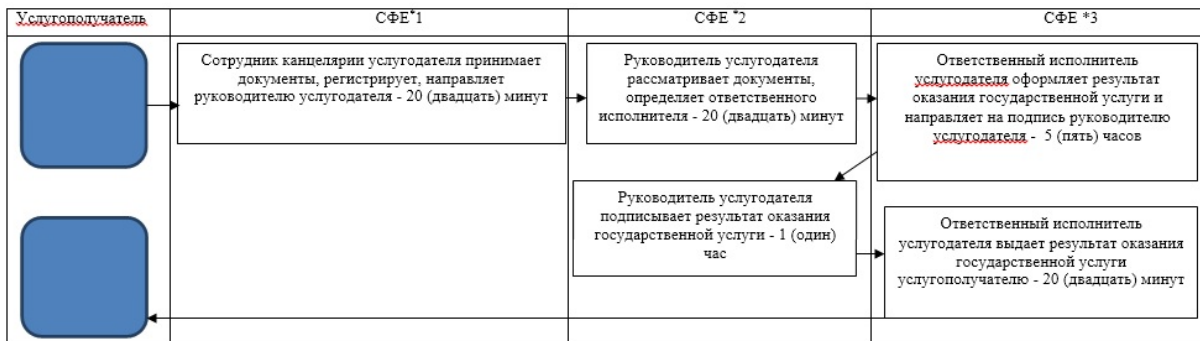 Услугополучатель
СФЕ*1
СФЕ *2
СФЕ *3
Сотрудник канцелярии услугодателя принимает
документы, регистрирует, направляет
руководителю услугодателя - 20 (двадцать) минут
Руководитель услугодателя
рассматривает документы,
определяет ответственного
исполнителя - 20 (двадцать) минут
Ответственный исполнитель
услугодателя оформляет результат
оказания государственной услуги и
направляет на подпись руководителю
услугодателя - 5 (пять) часов
Руководитель услугодателя
подписывает результат оказания
государственной услуги - 1 (один)
час
Ответственный исполнитель
услугодателя выдает результат оказания
государственной услуги
услугополучателю - 20 (двадцать) минут